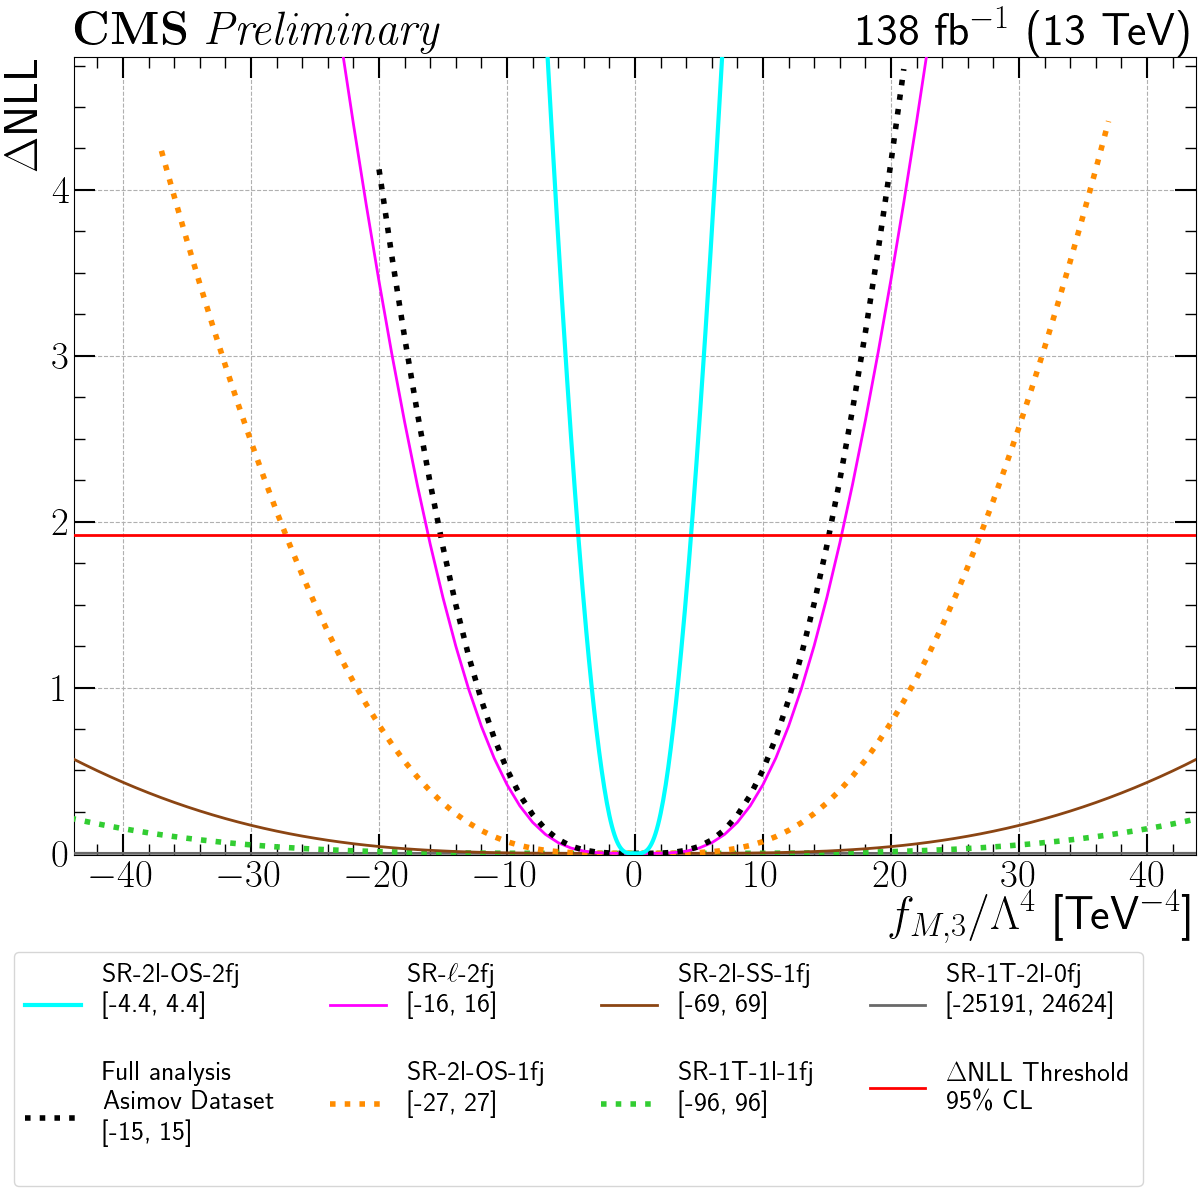 CMS Preliminary
138 fb⁻¹ (13 TeV)
ΔNLL
4
3
2
1
0
−40 −30 −20 −10 0 10 20 30 40
f_{M,3}/Λ⁴ [TeV⁻⁴]
SR-2l-OS-2fj
[-4.4, 4.4]
SR-ℓ-2fj
[-16, 16]
SR-2l-SS-1fj
[-69, 69]
SR-1T-2l-0fj
[-25191, 24624]
Full analysis
Asimov Dataset
[-15, 15]
SR-2l-OS-1fj
[-27, 27]
SR-1T-1l-1fj
[-96, 96]
ΔNLL Threshold
95% CL